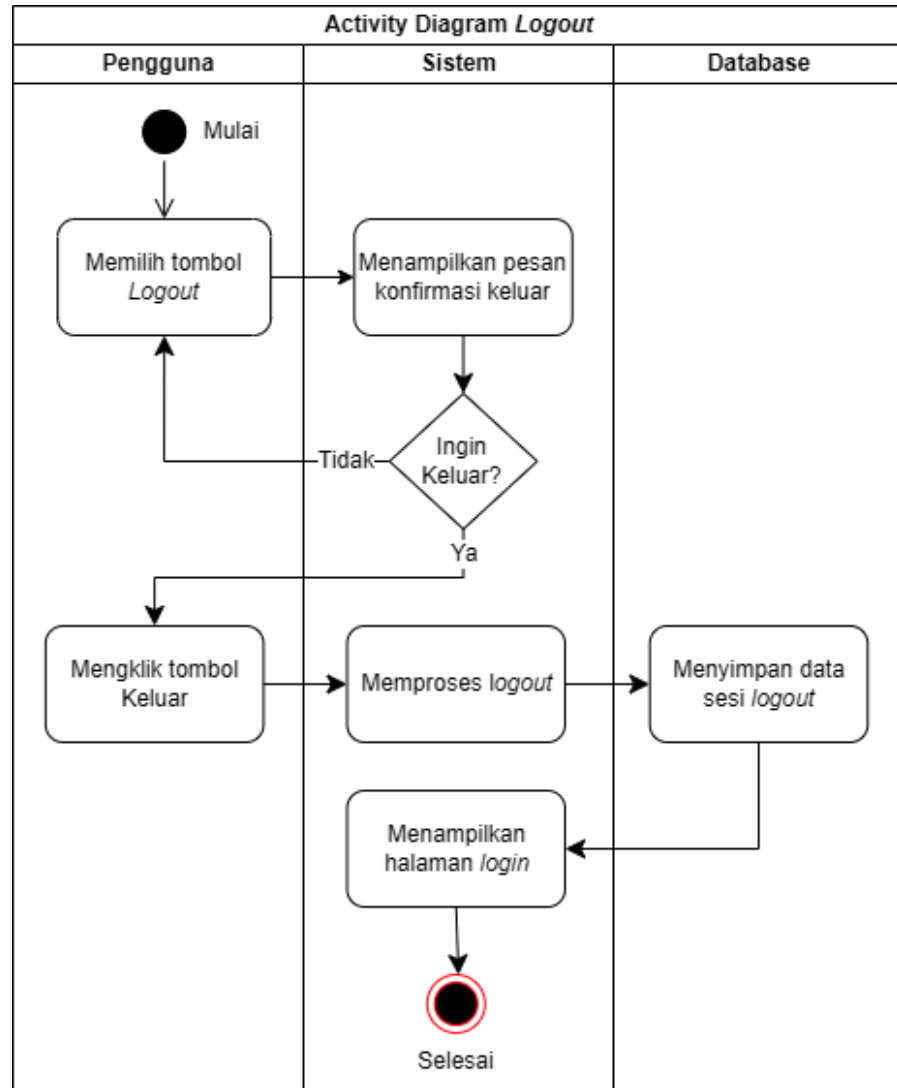 Activity Diagram Logout
Pengguna
Sistem
Database
Mulai
Memilih tombol
Logout
Menampilkan pesan
konfirmasi keluar
Ingin
Keluar?
Tidak
Ya
Mengklik tombol
Keluar
Memproses logout
Menyimpan data
sesi logout
Menampilkan
halaman login
Selesai